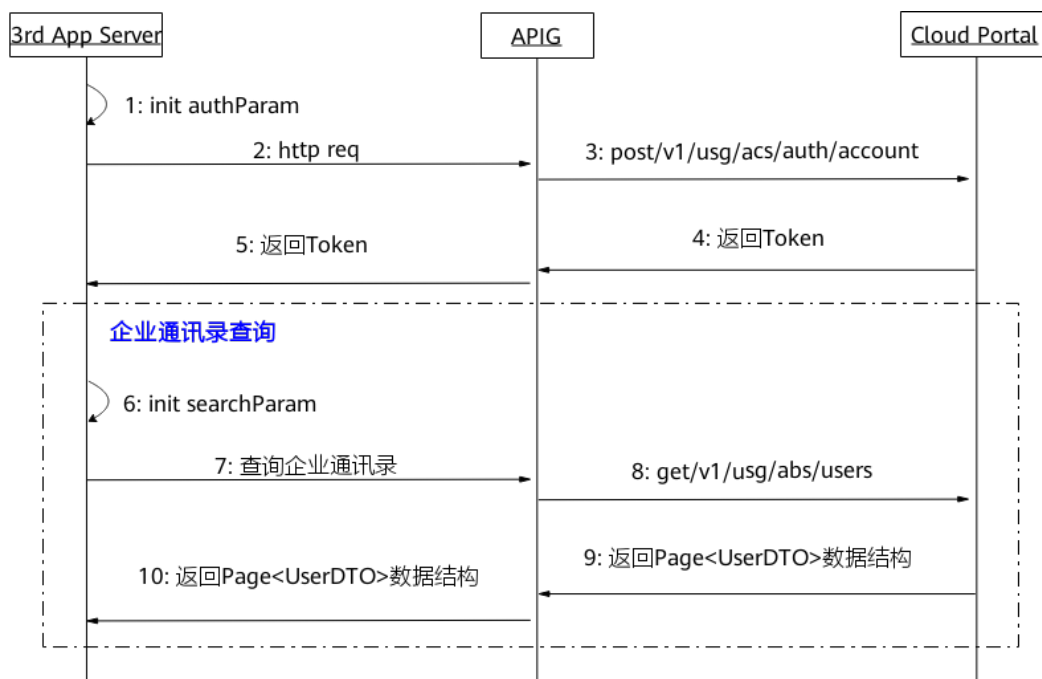 3rd App Server
APIG
Cloud Portal
1: init authParam
2: http req
3: post/v1/usg/acs/auth/account
4: 返回Token
5: 返回Token
企业通讯录查询
6: init searchParam
7: 查询企业通讯录
8: get/v1/usg/abs/users
9: 返回Page<UserDTO>数据结构
10: 返回Page<UserDTO>数据结构